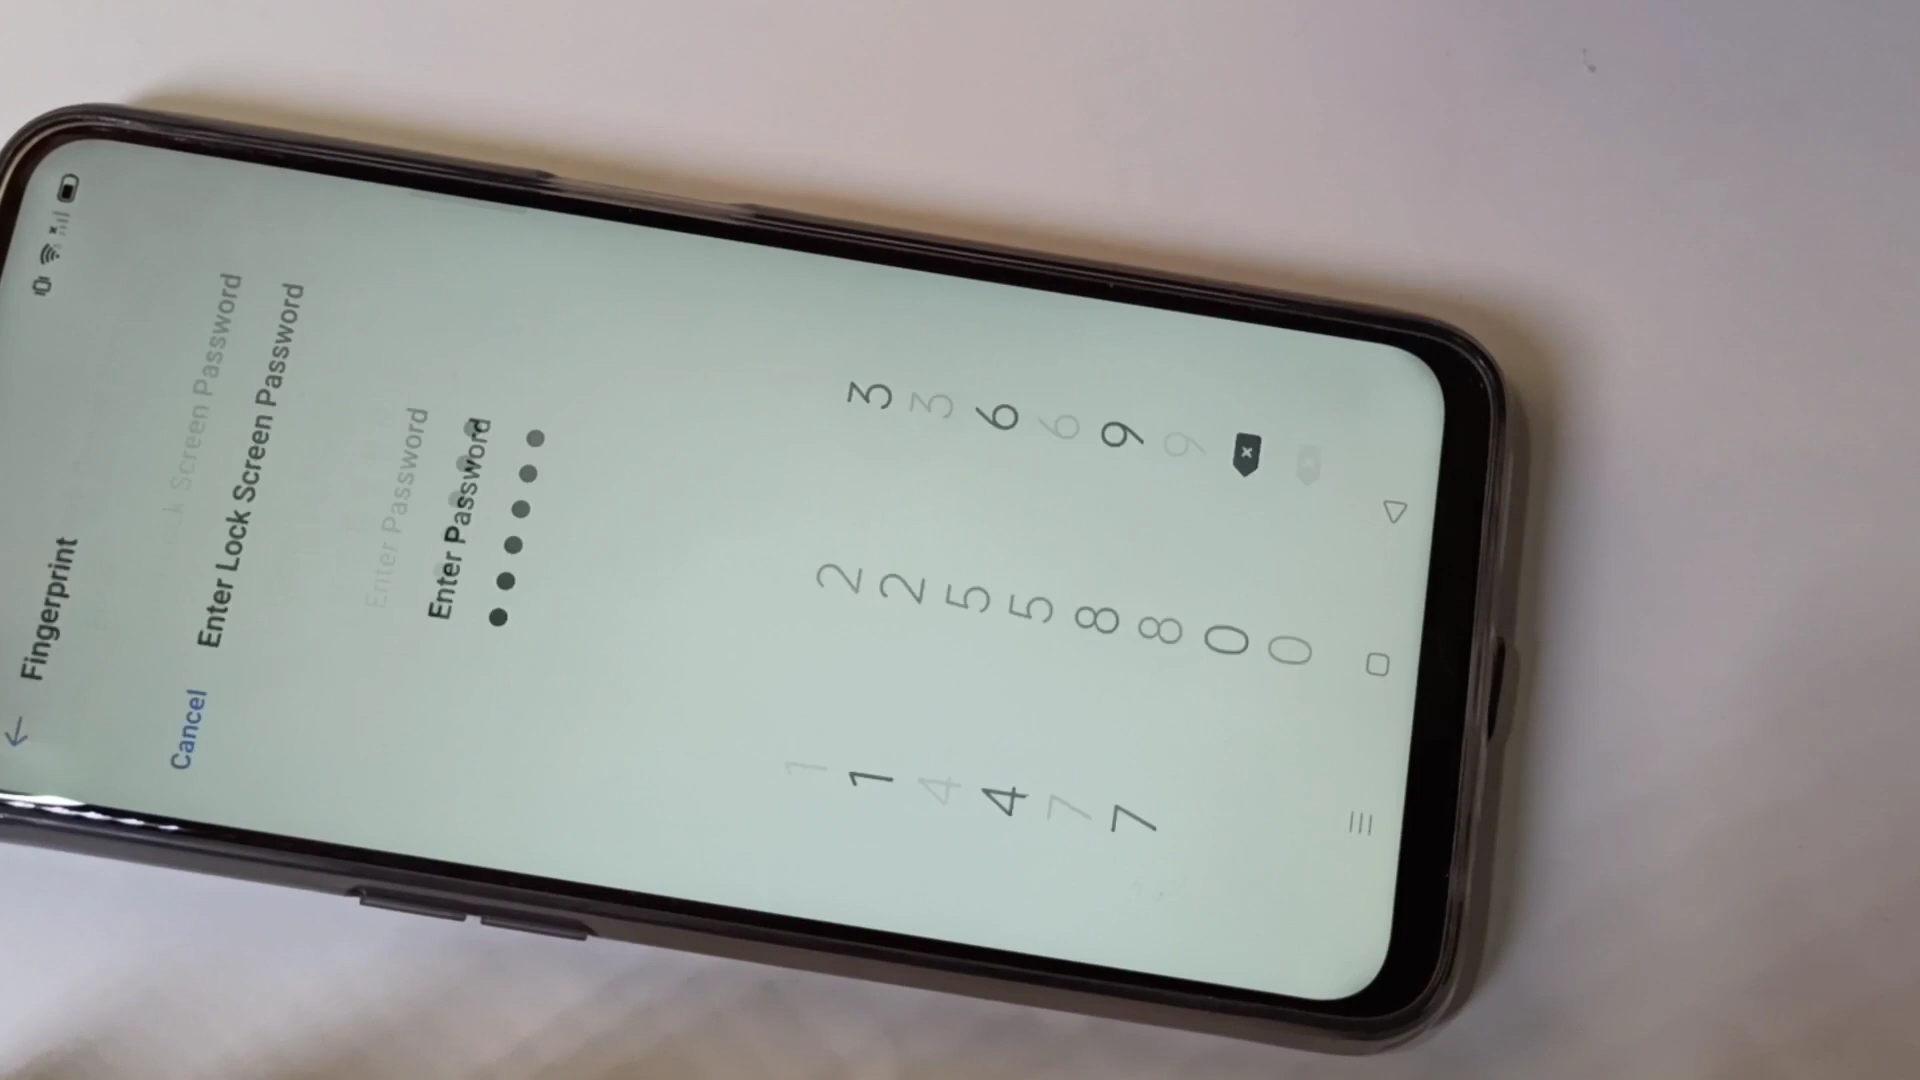 Fingerprint
Cancel
Enter Lock Screen Password
Enter Password
1 2 3
4 5 6
7 8 9
0